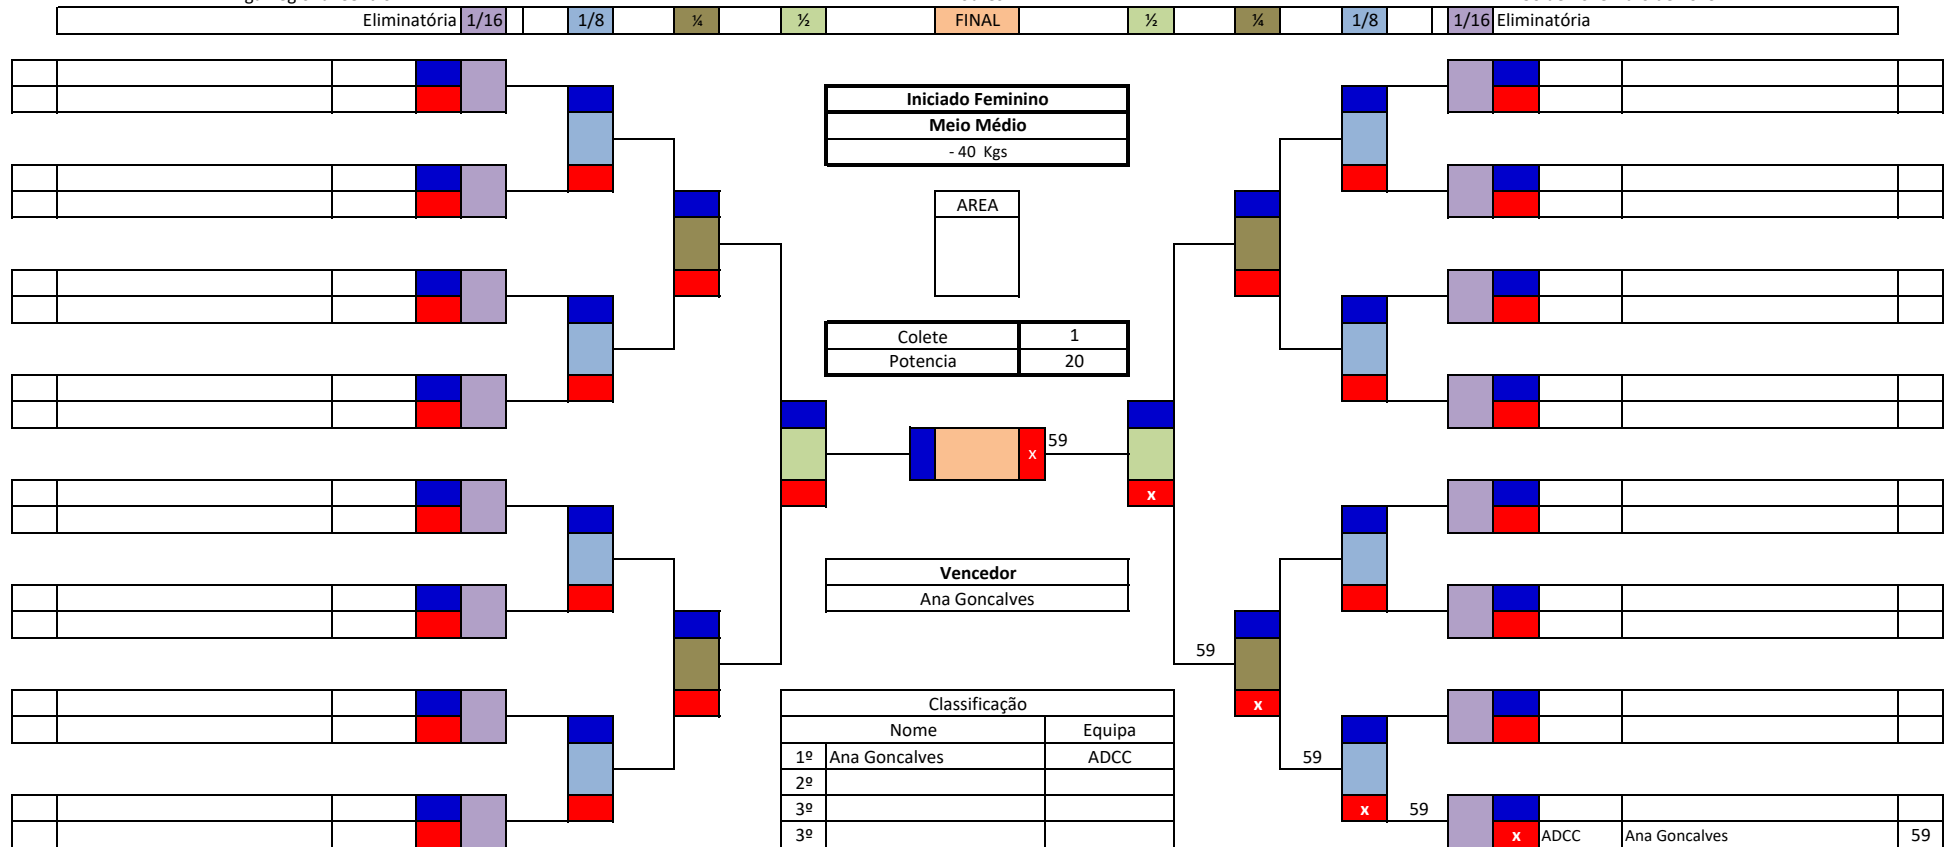 Eliminatória 1/16 1/8 ¼ ½ FINAL ½ ¼ 1/8 1/16 Eliminatória
Iniciado Feminino
Meio Médio
- 40 Kgs
AREA
Colete 1
Potencia 20
59
x
x
Vencedor
Ana Goncalves
59
x
Classificação
Nome Equipa
1º Ana Goncalves ADCC
59
2º
3º
x 59
3º
x ADCC Ana Goncalves 59